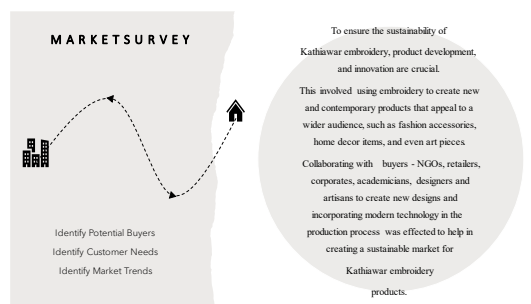 MARKETSURVEY
Identify Potential Buyers
Identify Customer Needs
Identify Market Trends
To ensure the sustainability of
Kathiawar embroidery, product development,
and innovation are crucial.
This involved using embroidery to create new
and contemporary products that appeal to a
wider audience, such as fashion accessories,
home decor items, and even art pieces.
Collaborating with buyers - NGOs, retailers,
corporates, academicians, designers and
artisans to create new designs and
incorporating modern technology in the
production process was effected to help in
creating a sustainable market for
Kathiawar embroidery
products.